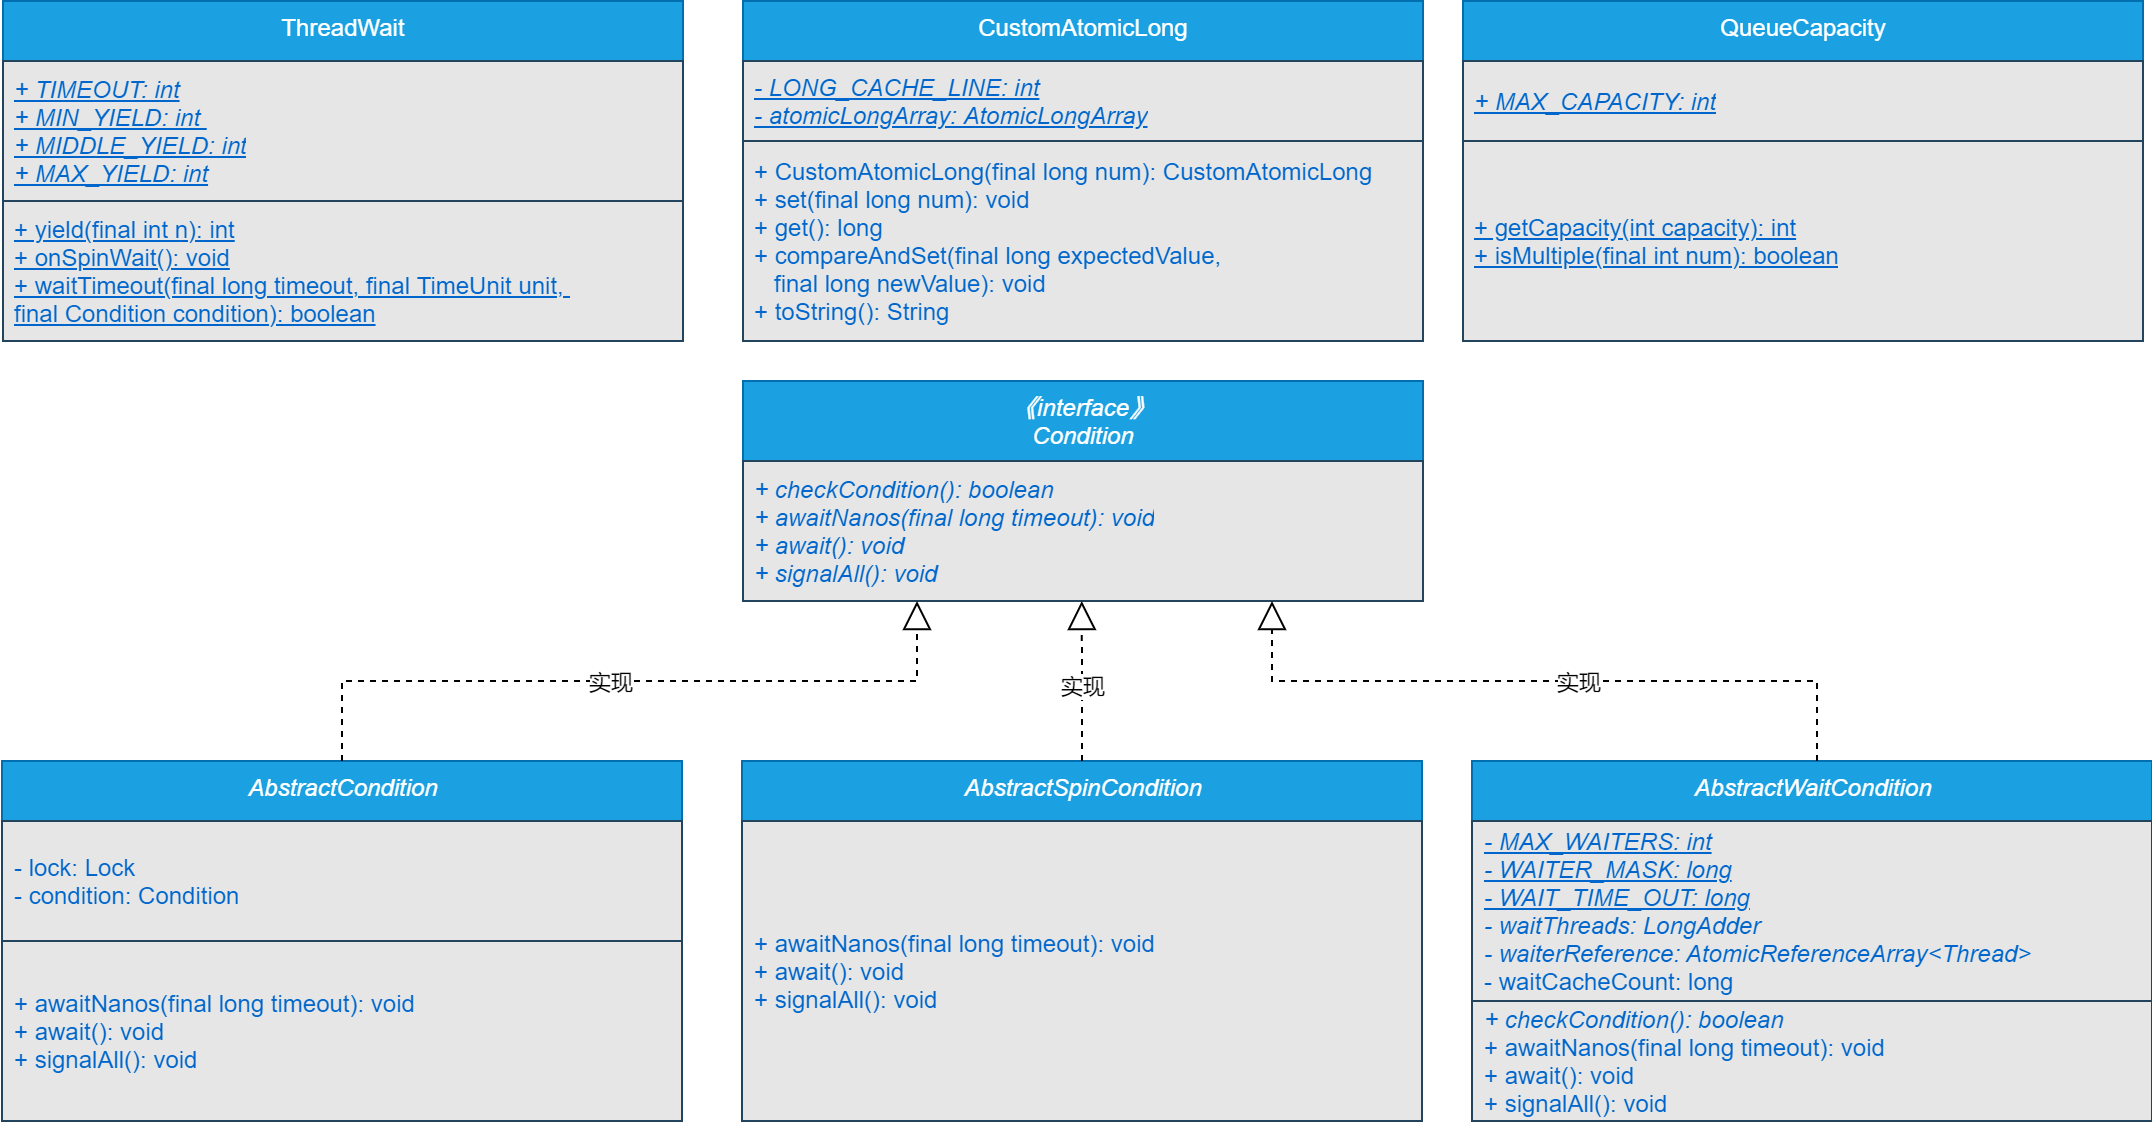 ThreadWait
+ TIMEOUT: int
+ MIN_YIELD: int
+ MIDDLE_YIELD: int
+ MAX_YIELD: int
+ yield(final int n): int
+ onSpinWait(): void
+ waitTimeout(final long timeout, final TimeUnit unit,
final Condition condition): boolean
CustomAtomicLong
- LONG_CACHE_LINE: int
- atomicLongArray: AtomicLongArray
+ CustomAtomicLong(final long num): CustomAtomicLong
+ set(final long num): void
+ get(): long
+ compareAndSet(final long expectedValue,
final long newValue): void
+ toString(): String
QueueCapacity
+ MAX_CAPACITY: int
+ getCapacity(int capacity): int
+ isMultiple(final int num): boolean
《interface》
Condition
+ checkCondition(): boolean
+ awaitNanos(final long timeout): void
+ await(): void
+ signalAll(): void
实现
实现
实现
AbstractCondition
- lock: Lock
- condition: Condition
+ awaitNanos(final long timeout): void
+ await(): void
+ signalAll(): void
AbstractSpinCondition
+ awaitNanos(final long timeout): void
+ await(): void
+ signalAll(): void
AbstractWaitCondition
- MAX_WAITERS: int
- WAITER_MASK: long
- WAIT_TIME_OUT: long
- waitThreads: LongAdder
- waiterReference: AtomicReferenceArray<Thread>
- waitCacheCount: long
+ checkCondition(): boolean
+ awaitNanos(final long timeout): void
+ await(): void
+ signalAll(): void